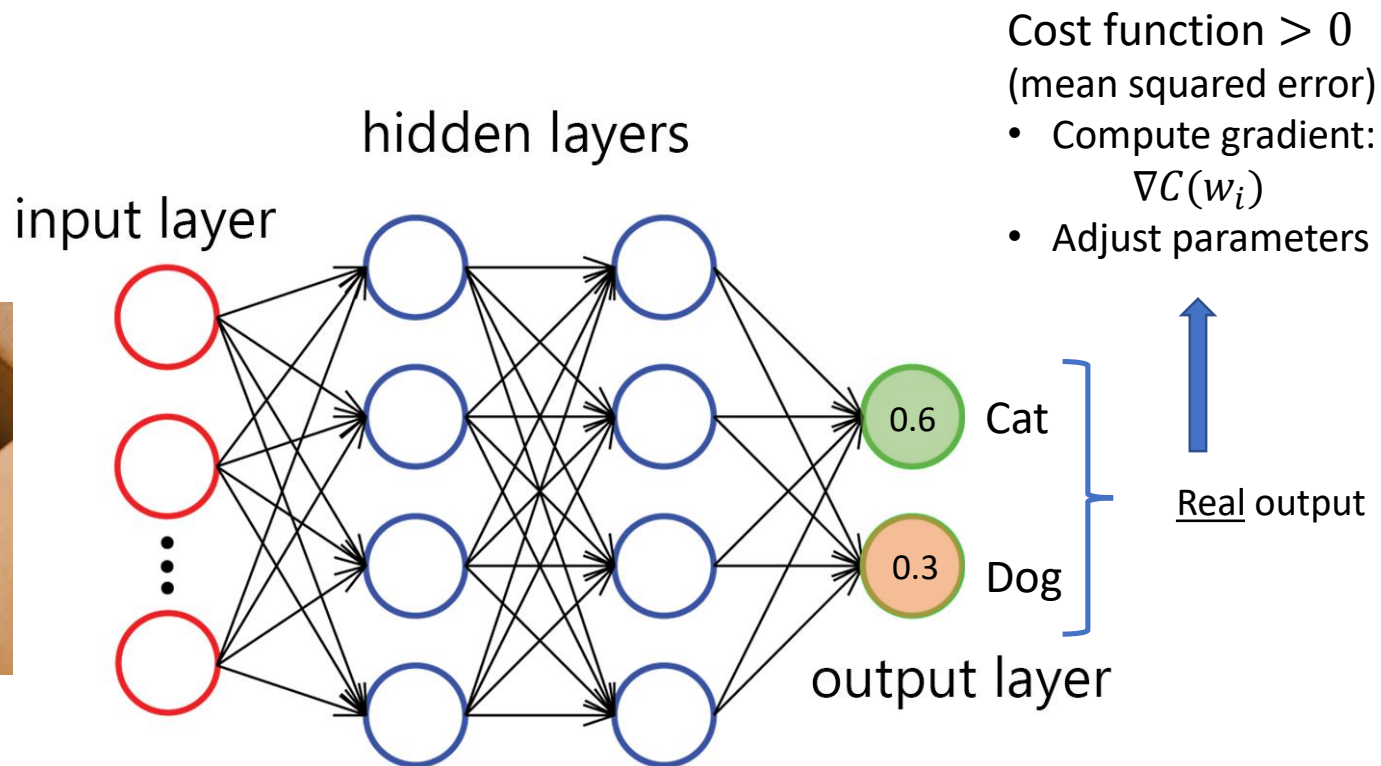 Cost function > 0
(mean squared error)
• Compute gradient:
∇C(wᵢ)
• Adjust parameters
hidden layers
input layer
0.6 Cat
Real output
0.3 Dog
output layer